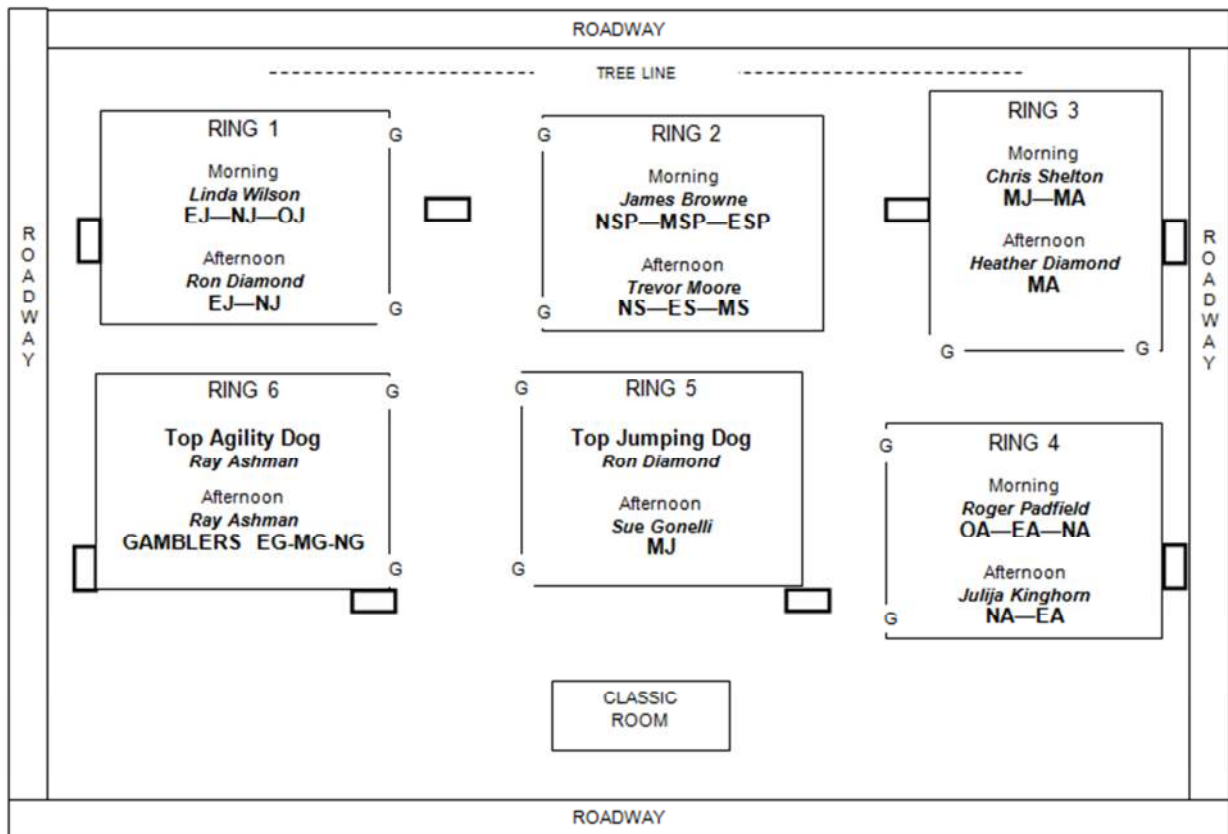 ROADWAY
TREE LINE
ROADWAY
RING 1
Morning
Linda Wilson
EJ—NJ—OJ
Afternoon
Ron Diamond
EJ—NJ
G
G
RING 2
Morning
James Browne
NSP—MSP—ESP
Afternoon
Trevor Moore
NS—ES—MS
G
G
RING 3
Morning
Chris Shelton
MJ—MA
Afternoon
Heather Diamond
MA
G
G
ROADWAY
RING 6
Top Agility Dog
Ray Ashman
Afternoon
Ray Ashman
GAMBLERS EG-MG-NG
G
G
RING 5
Top Jumping Dog
Ron Diamond
Afternoon
Sue Gonelli
MJ
G
G
RING 4
Morning
Roger Padfield
OA—EA—NA
Afternoon
Julija Kinghorn
NA—EA
G
G
CLASSIC
ROOM
ROADWAY